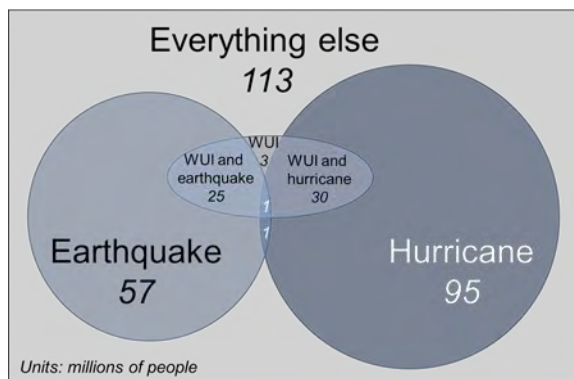 Everything else
113
WUI
3
WUI and
earthquake
25
WUI and
hurricane
30
1
1
Earthquake
57
Hurricane
95
Units: millions of people